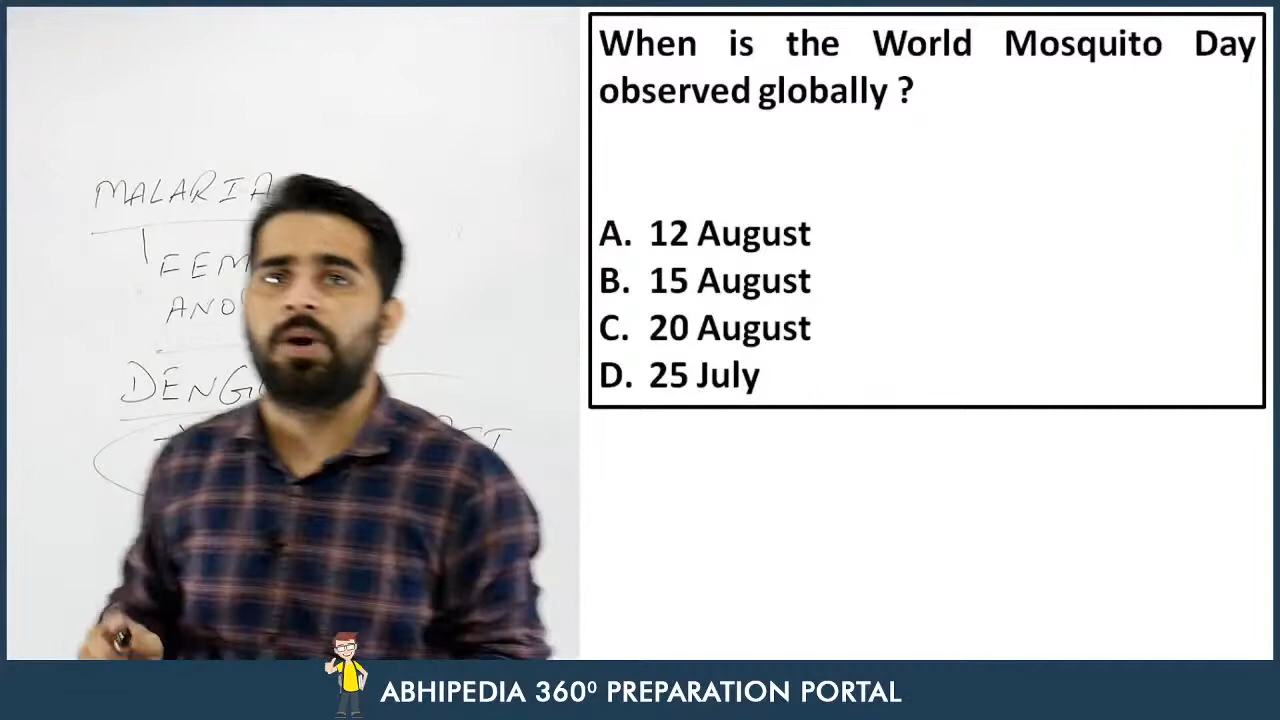 MALARIA
When is the World Mosquito Day
observed globally ?
A. 12 August
B. 15 August
C. 20 August
D. 25 July
ABHIPEDIA 360⁰ PREPARATION PORTAL